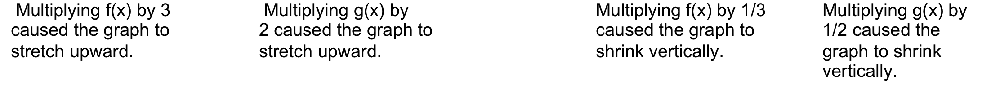 Multiplying f(x) by 3
caused the graph to
stretch upward.
Multiplying g(x) by
2 caused the graph to
stretch upward.
Multiplying f(x) by 1/3
caused the graph to
shrink vertically.
Multiplying g(x) by
1/2 caused the
graph to shrink
vertically.